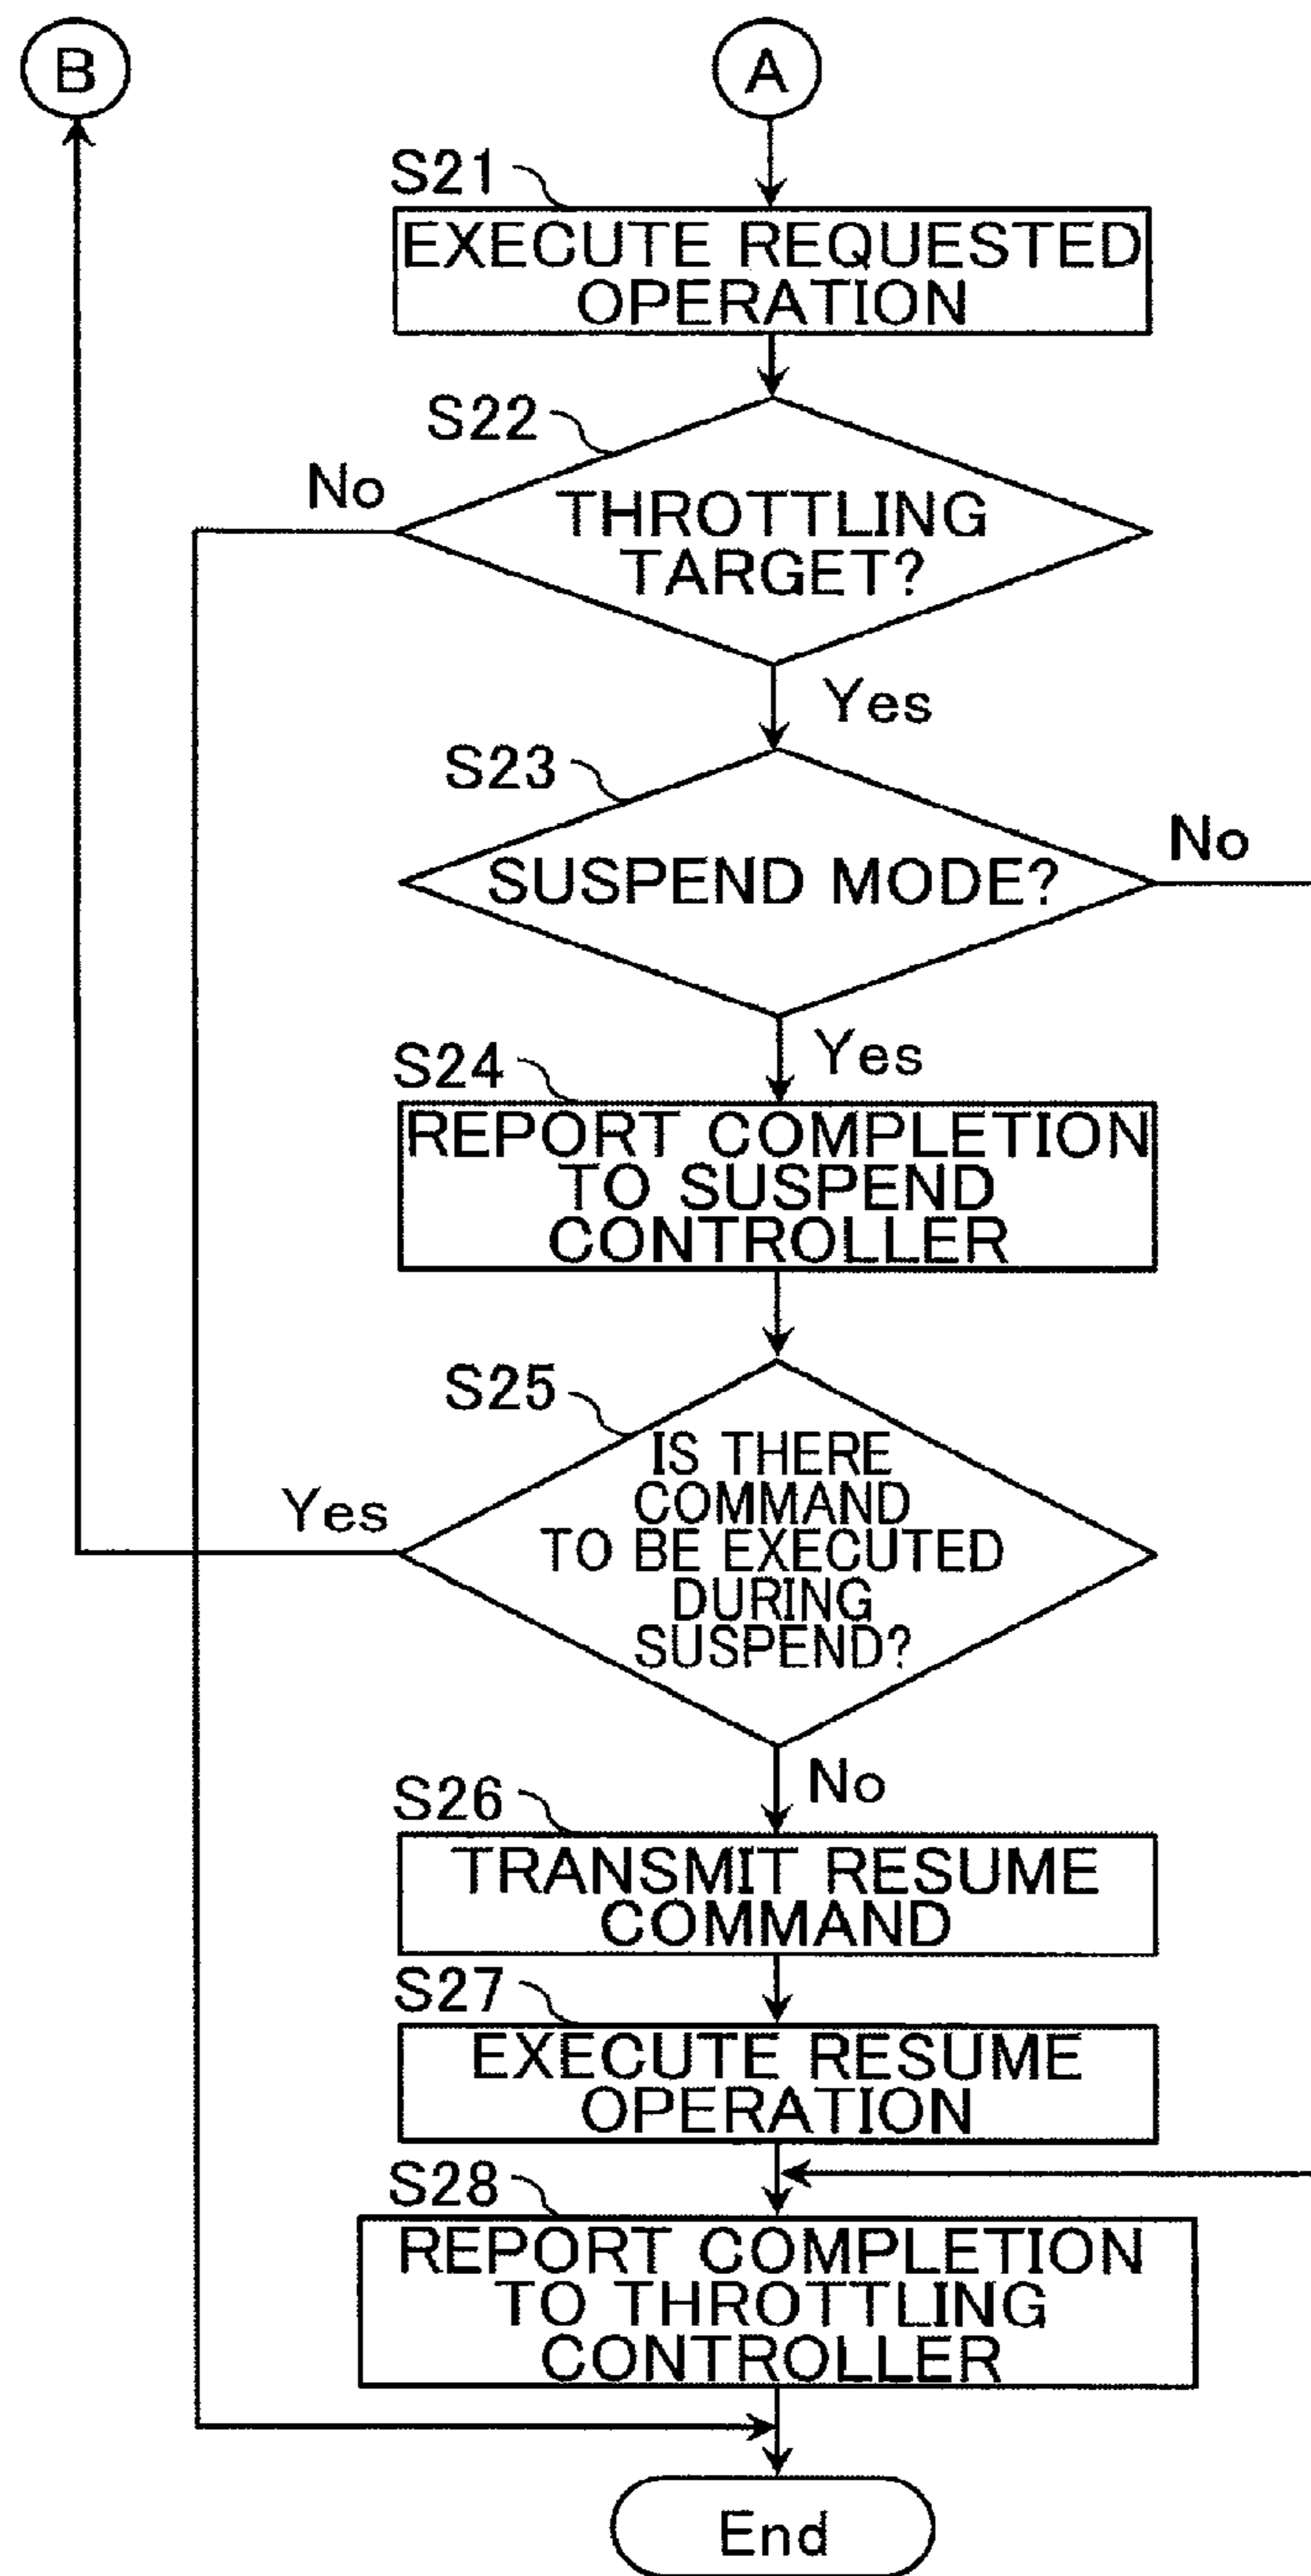 B
A
S21
EXECUTE REQUESTED
OPERATION
S22
No
THROTTLING
TARGET?
Yes
S23
No
SUSPEND MODE?
Yes
S24
REPORT COMPLETION
TO SUSPEND
CONTROLLER
S25
IS THERE
COMMAND
TO BE EXECUTED
DURING
SUSPEND?
Yes
No
S26
TRANSMIT RESUME
COMMAND
S27
EXECUTE RESUME
OPERATION
S28
REPORT COMPLETION
TO THROTTLING
CONTROLLER
End